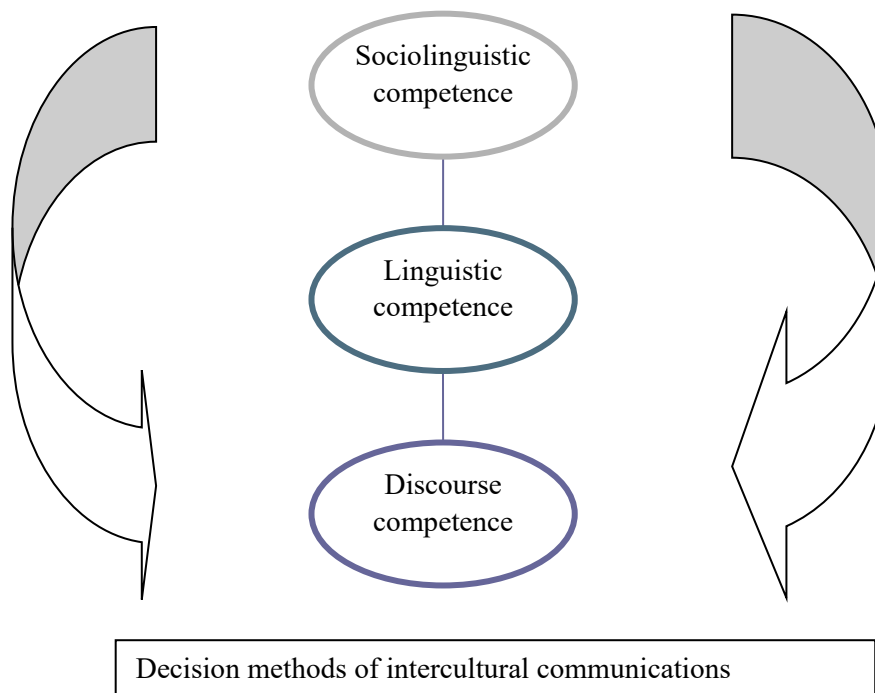 Sociolinguistic
competence
Linguistic
competence
Discourse
competence
Decision methods of intercultural communications